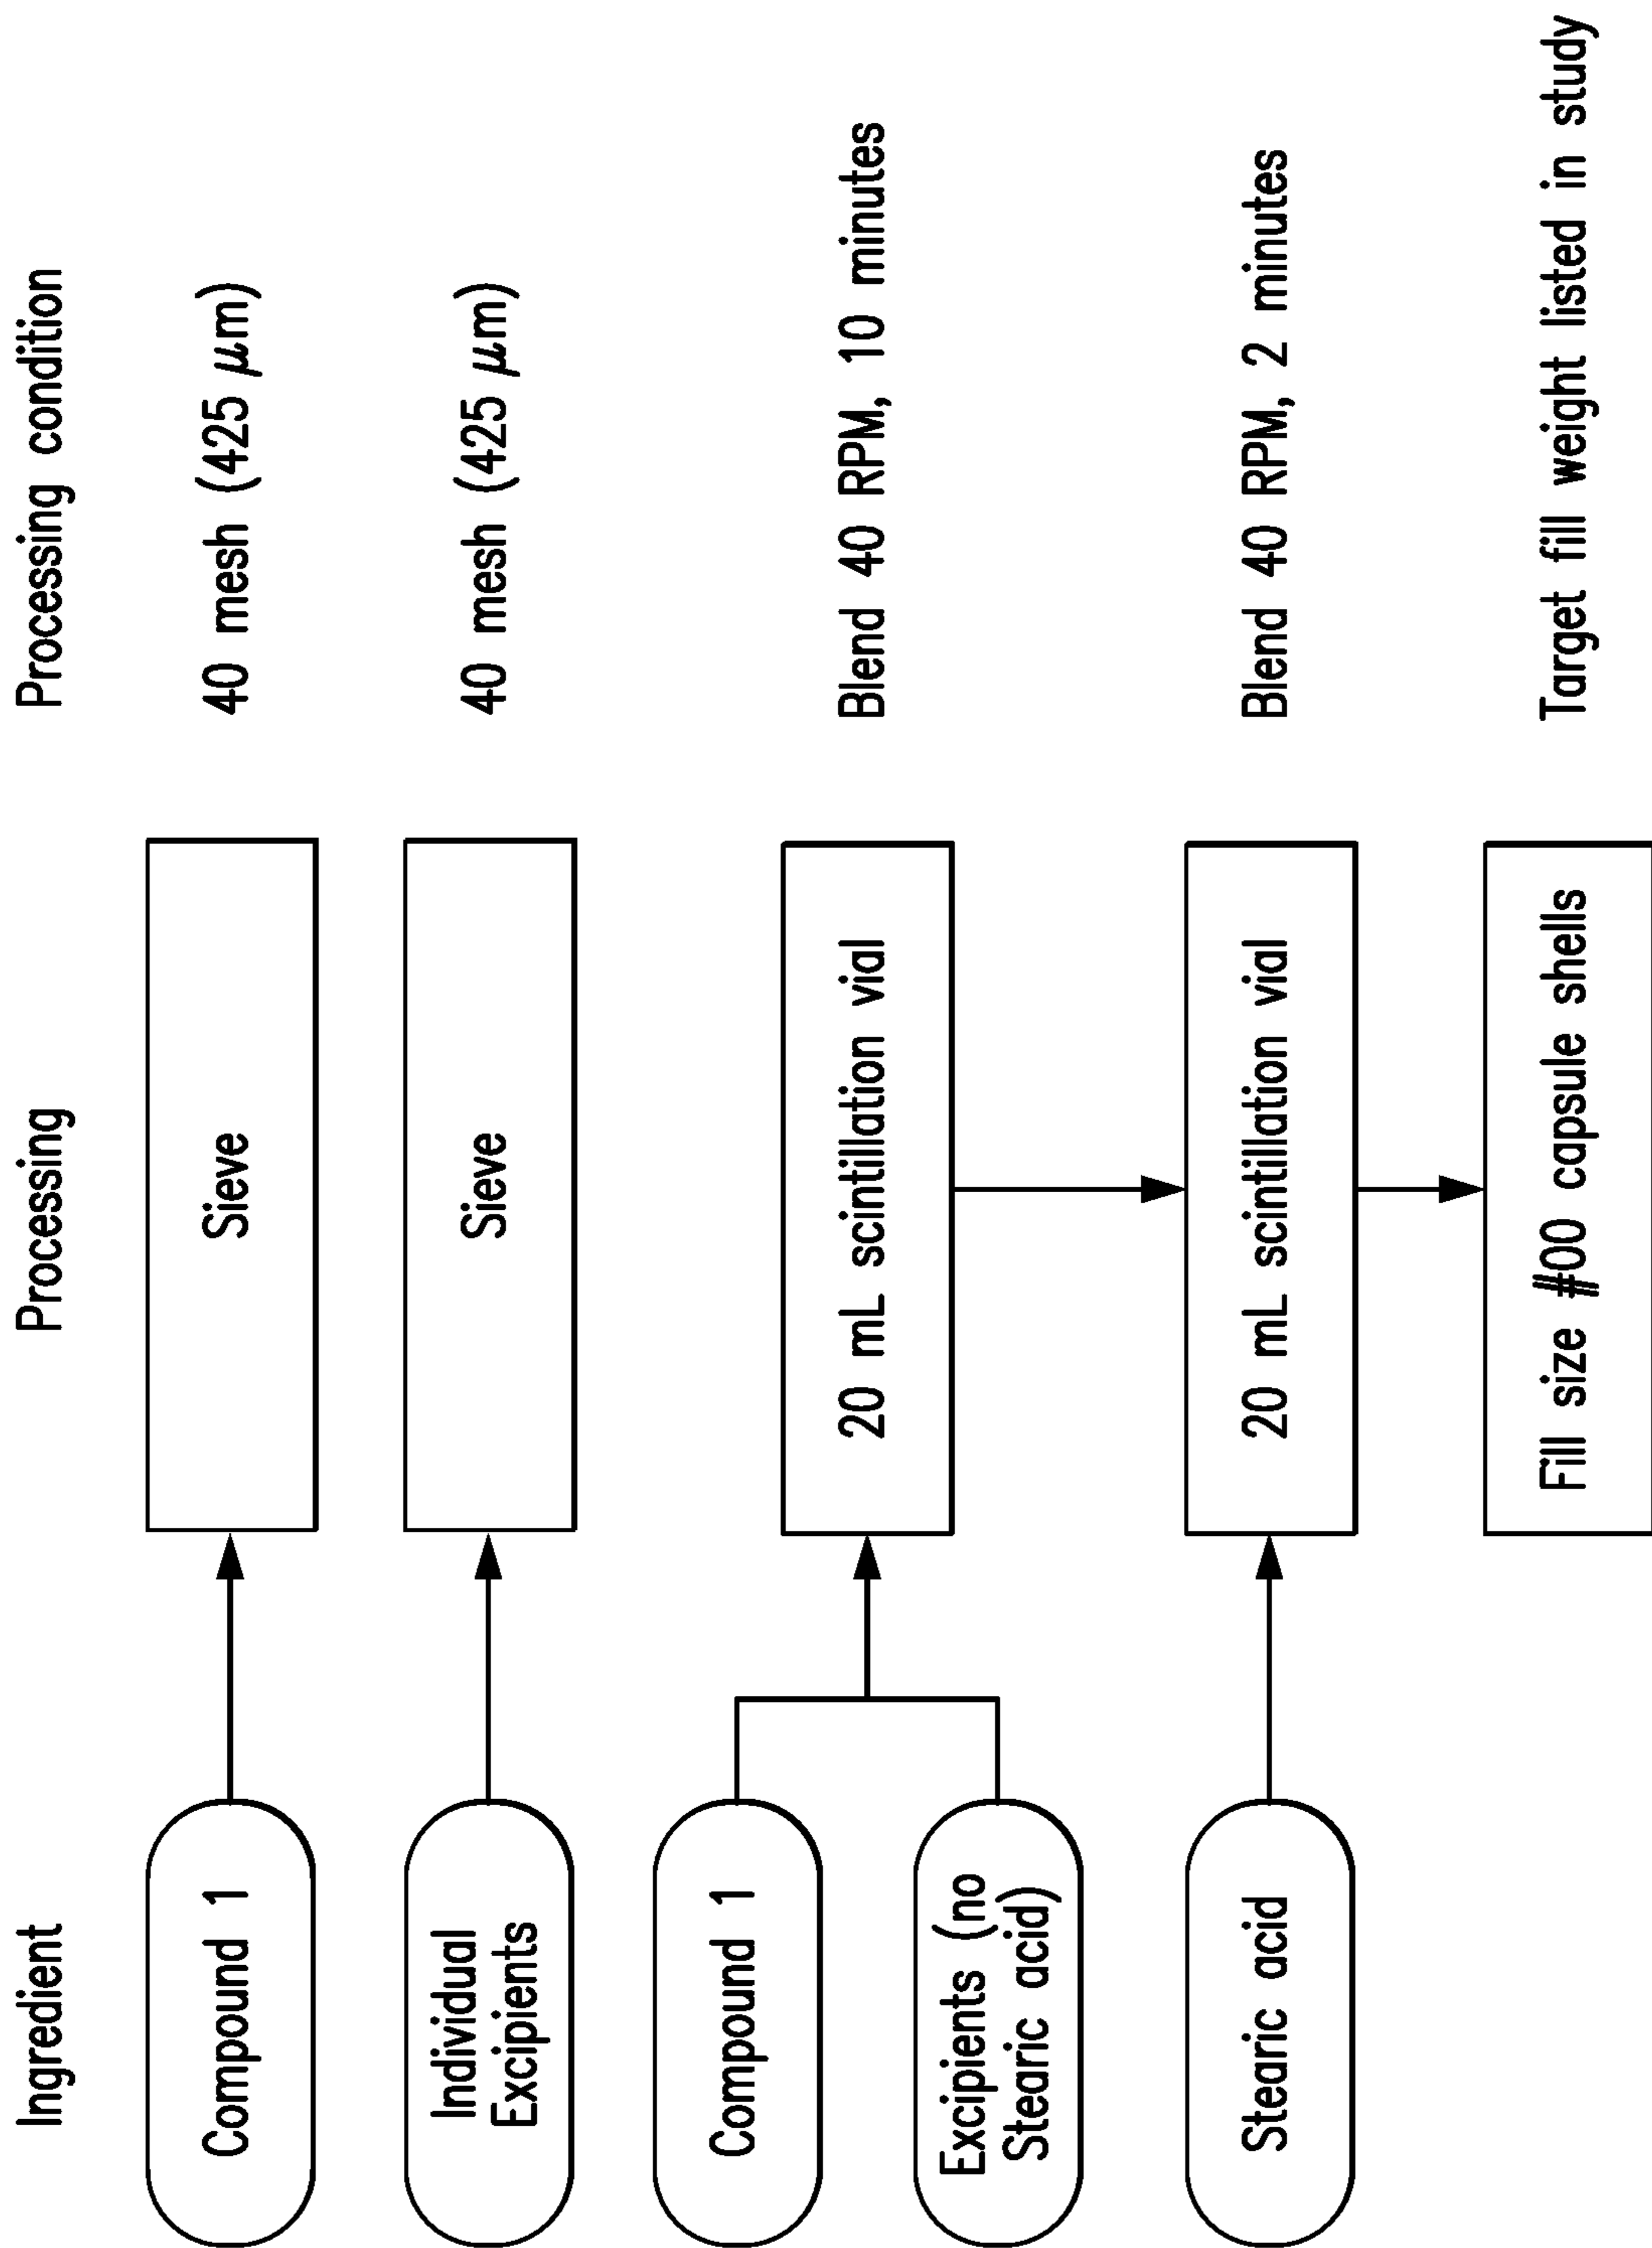 Ingredient
Processing
Processing condition
Compound 1
Sieve
40 mesh (425 μm)
Individual
Excipients
Sieve
40 mesh (425 μm)
Compound 1
Excipients (no
Stearic acid)
20 mL scintillation vial
Blend 40 RPM, 10 minutes
Stearic acid
20 mL scintillation vial
Blend 40 RPM, 2 minutes
Fill size #00 capsule shells
Target fill weight listed in study